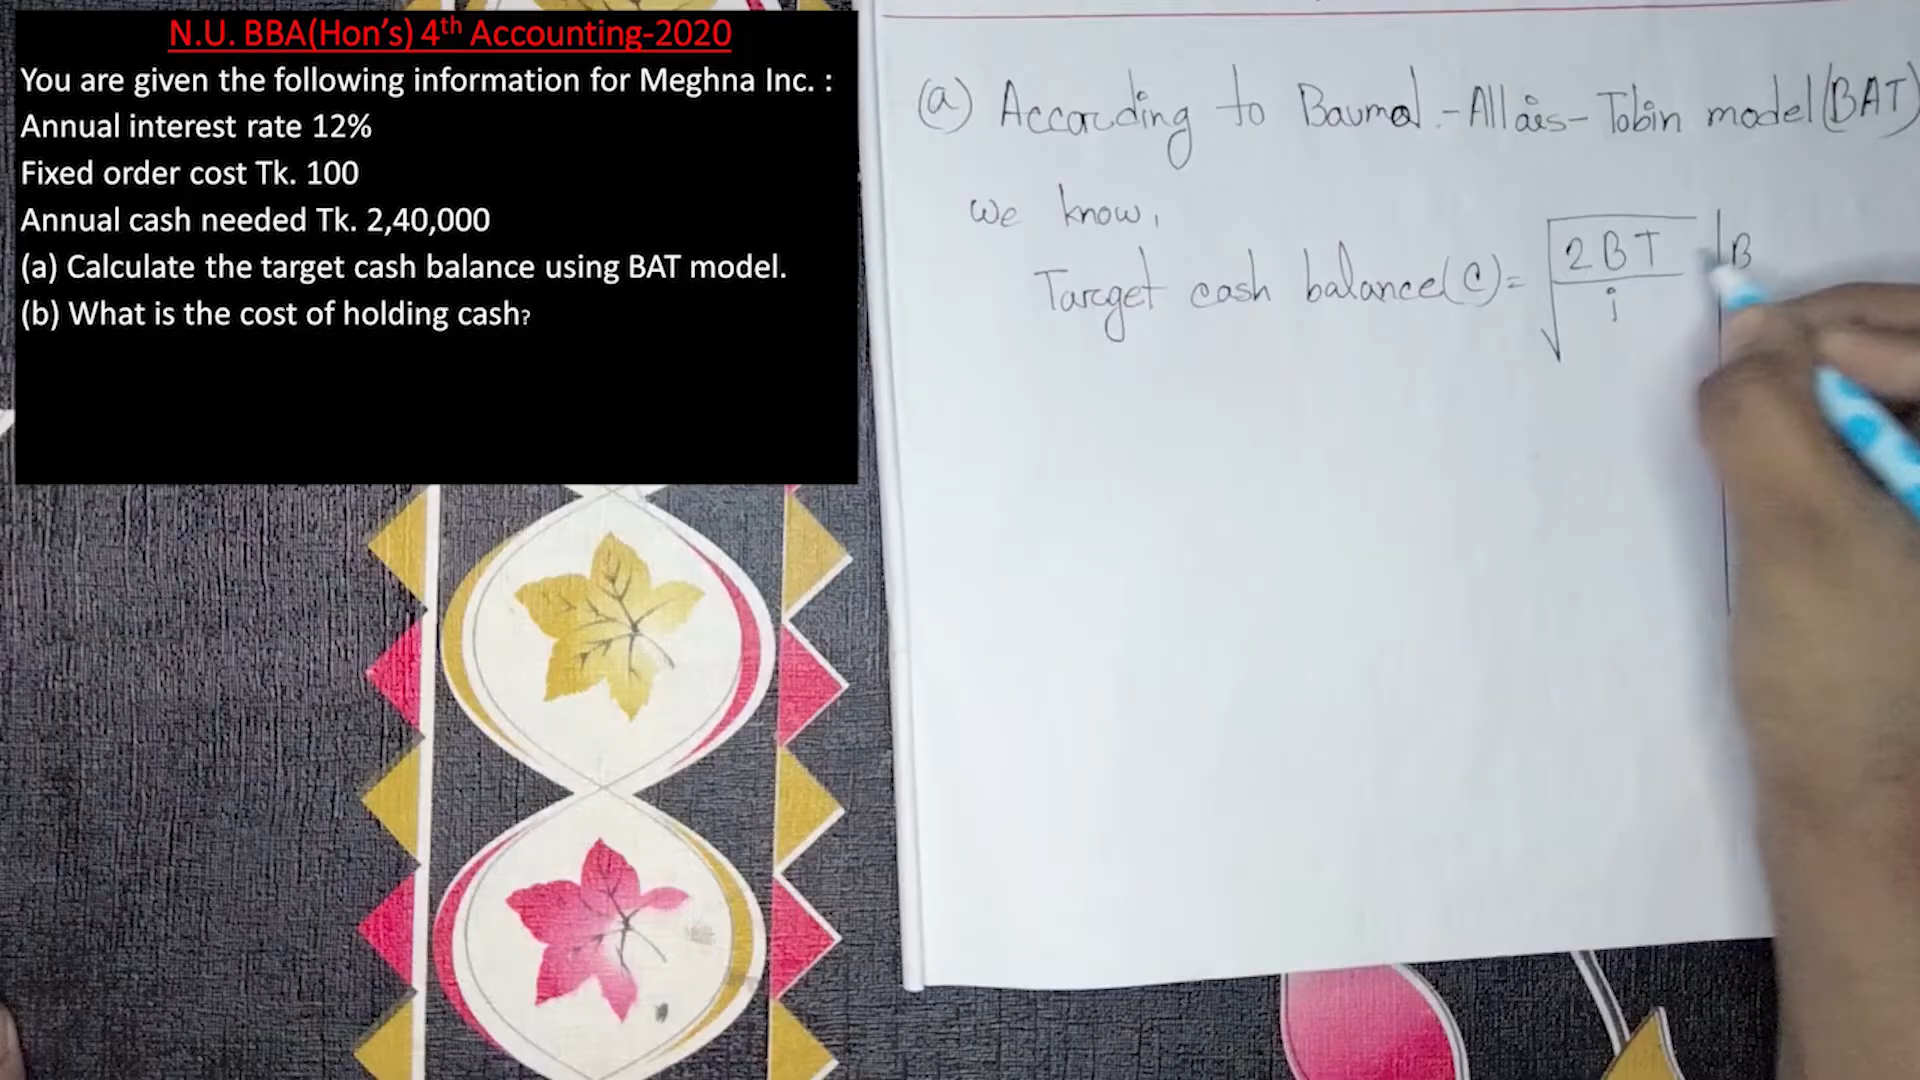 N.U. BBA(Hon’s) 4th Accounting-2020
You are given the following information for Meghna Inc. :
Annual interest rate 12%
Fixed order cost Tk. 100
Annual cash needed Tk. 2,40,000
(a) Calculate the target cash balance using BAT model.
(b) What is the cost of holding cash?
(a) According to Baumol-Allais-Tobin model (BAT)
we know,
Target cash balance (C) = √(2BT/i) | B